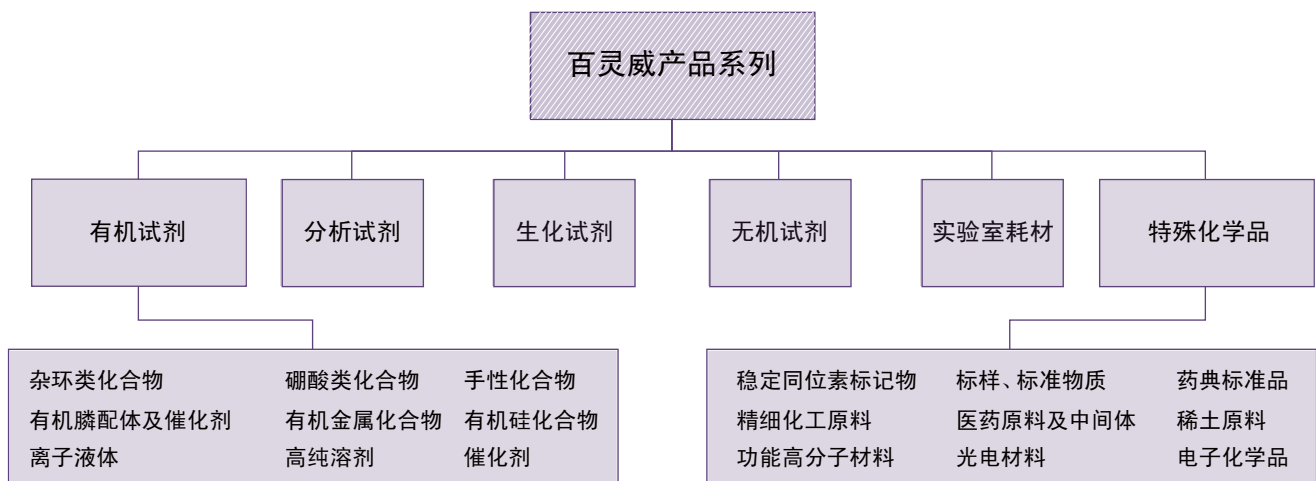 百灵威产品系列
有机试剂
分析试剂
生化试剂
无机试剂
实验室耗材
特殊化学品
杂环类化合物 硼酸类化合物 手性化合物
有机膦配体及催化剂 有机金属化合物 有机硅化合物
离子液体 高纯溶剂 催化剂
稳定同位素标记物 标样、标准物质 药典标准品
精细化工原料 医药原料及中间体 稀土原料
功能高分子材料 光电材料 电子化学品